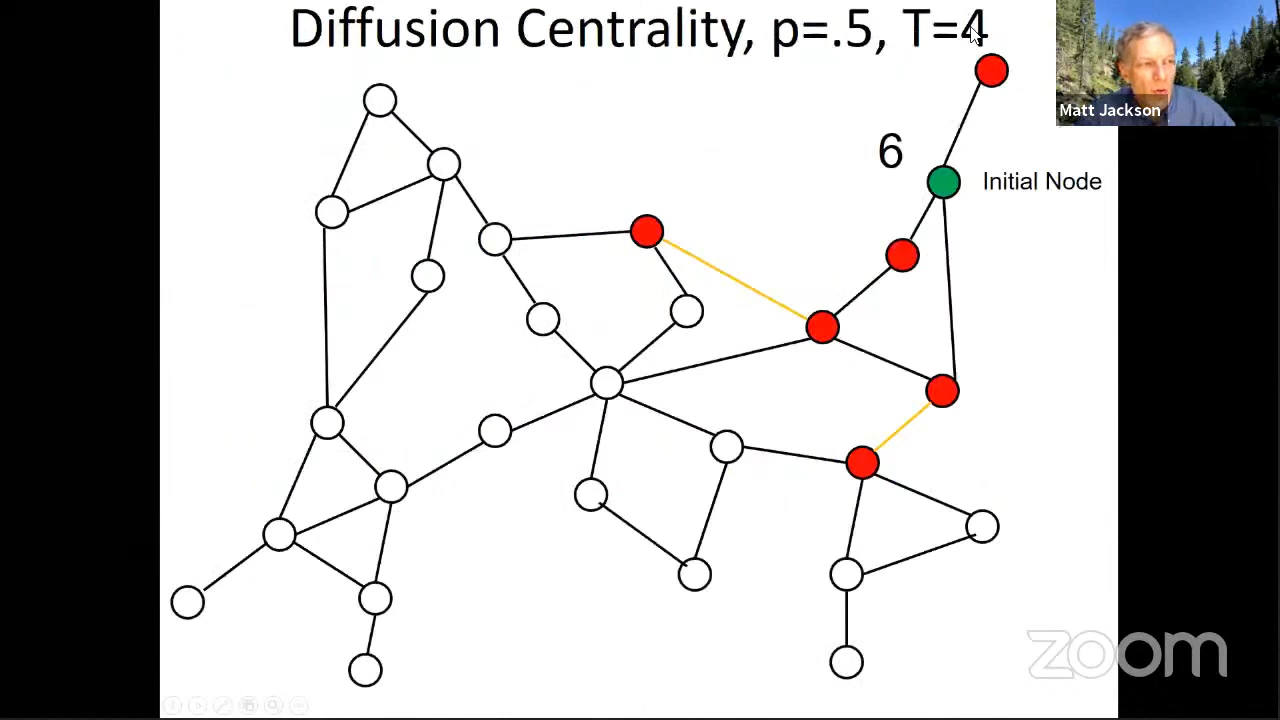 Diffusion Centrality, p=.5, T=4
Matt Jackson
6
Initial Node
zoom